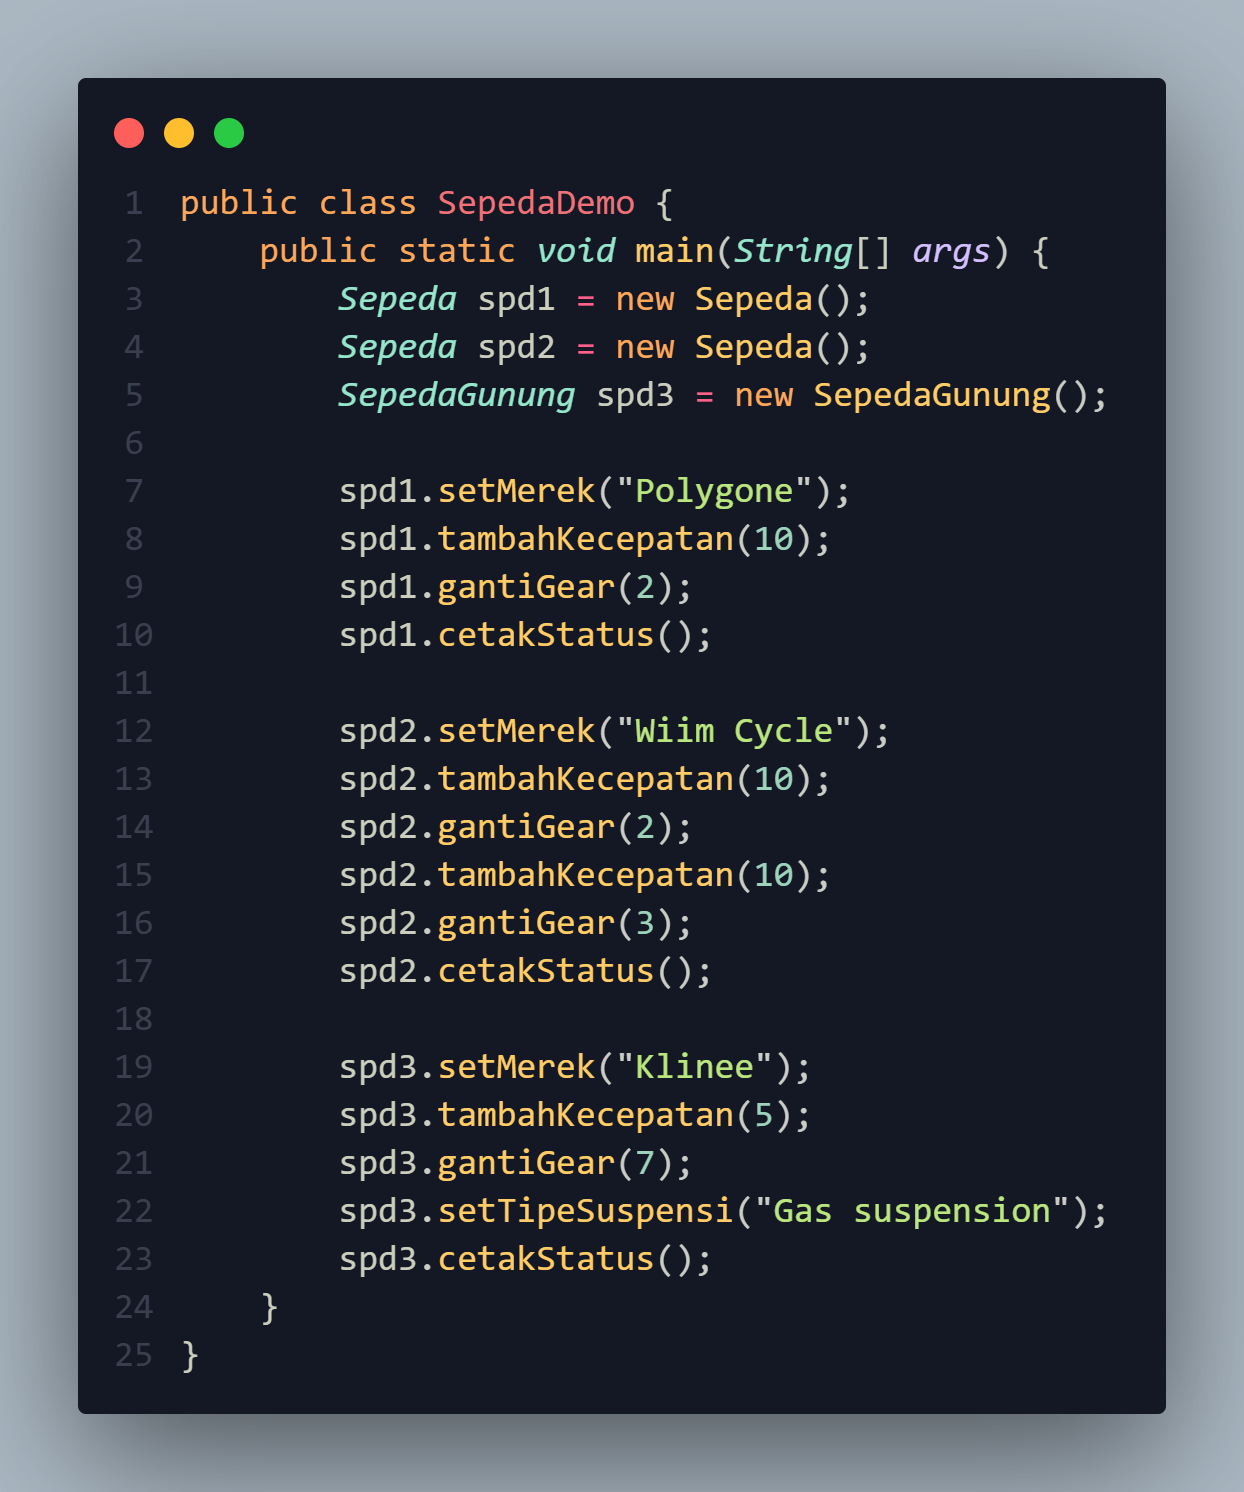 1 public class SepedaDemo {
2     public static void main(String[] args) {
3         Sepeda spd1 = new Sepeda();
4         Sepeda spd2 = new Sepeda();
5         SepedaGunung spd3 = new SepedaGunung();
6
7         spd1.setMerek("Polygone");
8         spd1.tambahKecepatan(10);
9         spd1.gantiGear(2);
10         spd1.cetakStatus();
11
12         spd2.setMerek("Wiim Cycle");
13         spd2.tambahKecepatan(10);
14         spd2.gantiGear(2);
15         spd2.tambahKecepatan(10);
16         spd2.gantiGear(3);
17         spd2.cetakStatus();
18
19         spd3.setMerek("Klinee");
20         spd3.tambahKecepatan(5);
21         spd3.gantiGear(7);
22         spd3.setTipeSuspensi("Gas suspension");
23         spd3.cetakStatus();
24     }
25 }